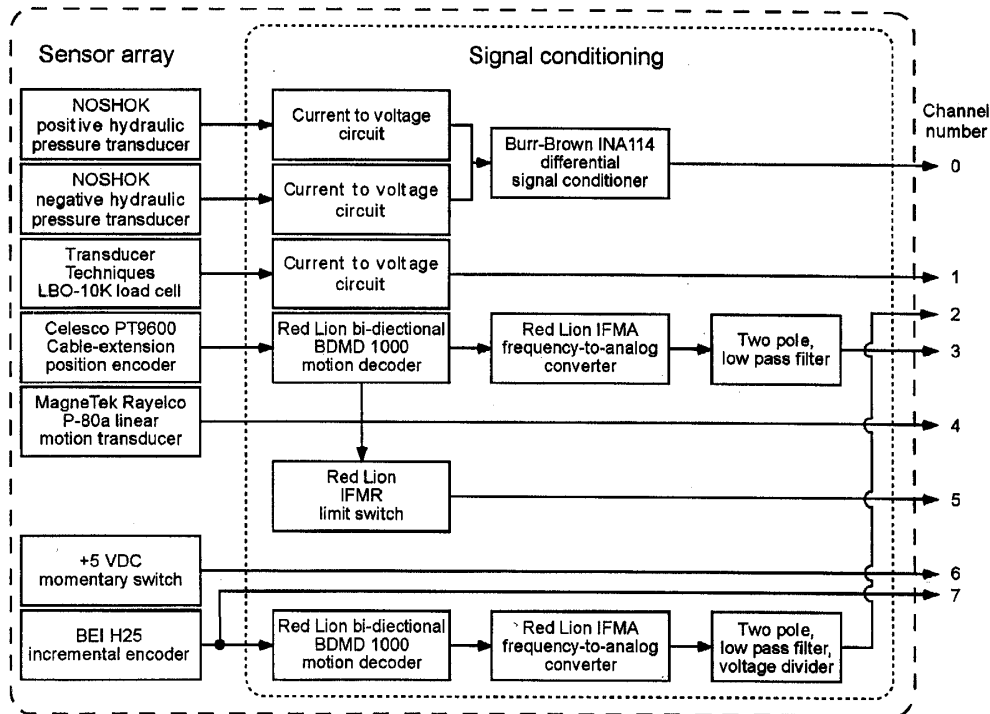 Sensor array
Signal conditioning
Channel
number
NOSHOK
positive hydraulic
pressure transducer
Current to voltage
circuit
Burr-Brown INA114
differential
signal conditioner
0
NOSHOK
negative hydraulic
pressure transducer
Current to voltage
circuit
Transducer
Techniques
LBO-10K load cell
Current to voltage
circuit
1
2
Celesco PT9600
Cable-extension
position encoder
Red Lion bi-diectional
BDMD 1000
motion decoder
Red Lion IFMA
frequency-to-analog
converter
Two pole,
low pass filter
3
MagneTek Rayelco
P-80a linear
motion transducer
4
Red Lion
IFMR
limit switch
5
+5 VDC
momentary switch
6
7
BEI H25
incremental encoder
Red Lion bi-diectional
BDMD 1000
motion decoder
Red Lion IFMA
frequency-to-analog
converter
Two pole,
low pass filter,
voltage divider